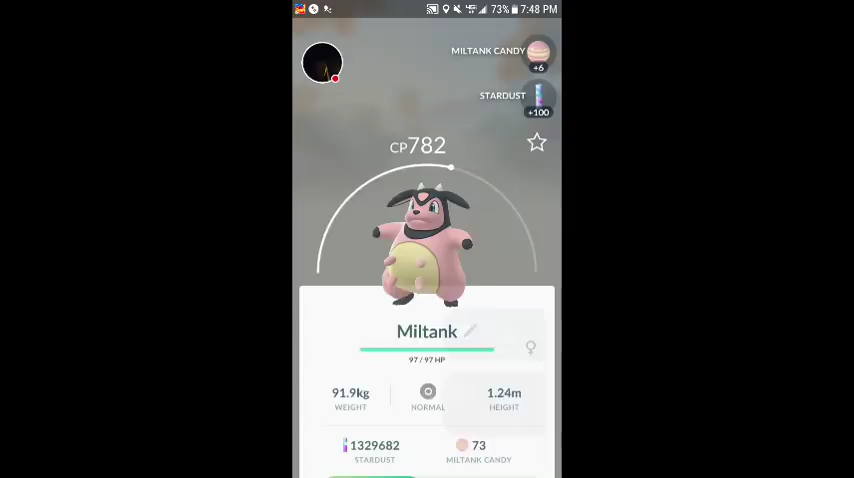 73% 7:48 PM
MILTANK CANDY
+6
STARDUST
+100
CP782
Miltank
97 / 97 HP
91.9kg
WEIGHT
NORMAL
1.24m
HEIGHT
1329682
STARDUST
73
MILTANK CANDY